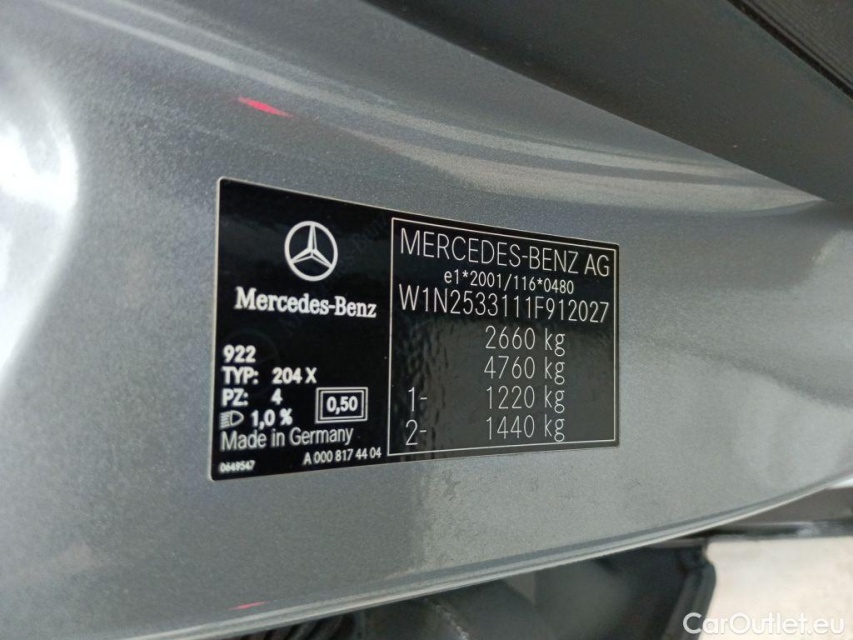 Mercedes-Benz
922
TYP: 204 X
PZ: 4
1,0 %
0,50
Made in Germany
0649547
A 000 817 44 04
MERCEDES-BENZ AG
e1*2001/116*0480
W1N2533111F912027
2660 kg
4760 kg
1- 1220 kg
2- 1440 kg
CarOutlet.eu